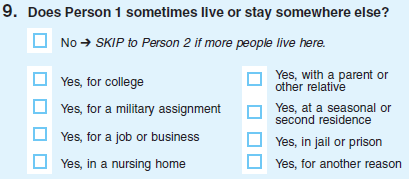 9. Does Person 1 sometimes live or stay somewhere else?
No ➔ SKIP to Person 2 if more people live here.
Yes, for college
Yes, for a military assignment
Yes, for a job or business
Yes, in a nursing home
Yes, with a parent or
other relative
Yes, at a seasonal or
second residence
Yes, in jail or prison
Yes, for another reason